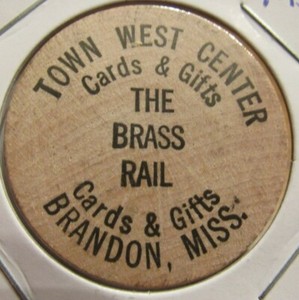 TOWN WEST CENTER
Cards & Gifts
THE
BRASS
RAIL
Cards & Gifts
BRANDON, MISS.